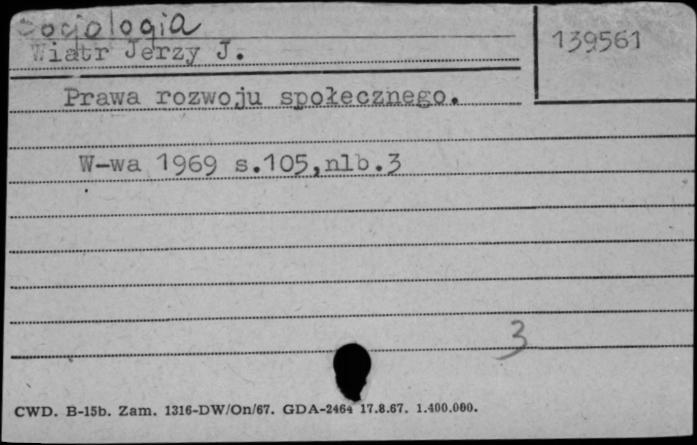 Socjologia
Wiatr Jerzy J.
139561
Prawa rozwoju społecznego.
W-wa 1969 s.105,nlb.3
3
CWD. B-15b. Zam. 1316-DW/On/67. GDA-2464 17.8.67. 1.400.000.